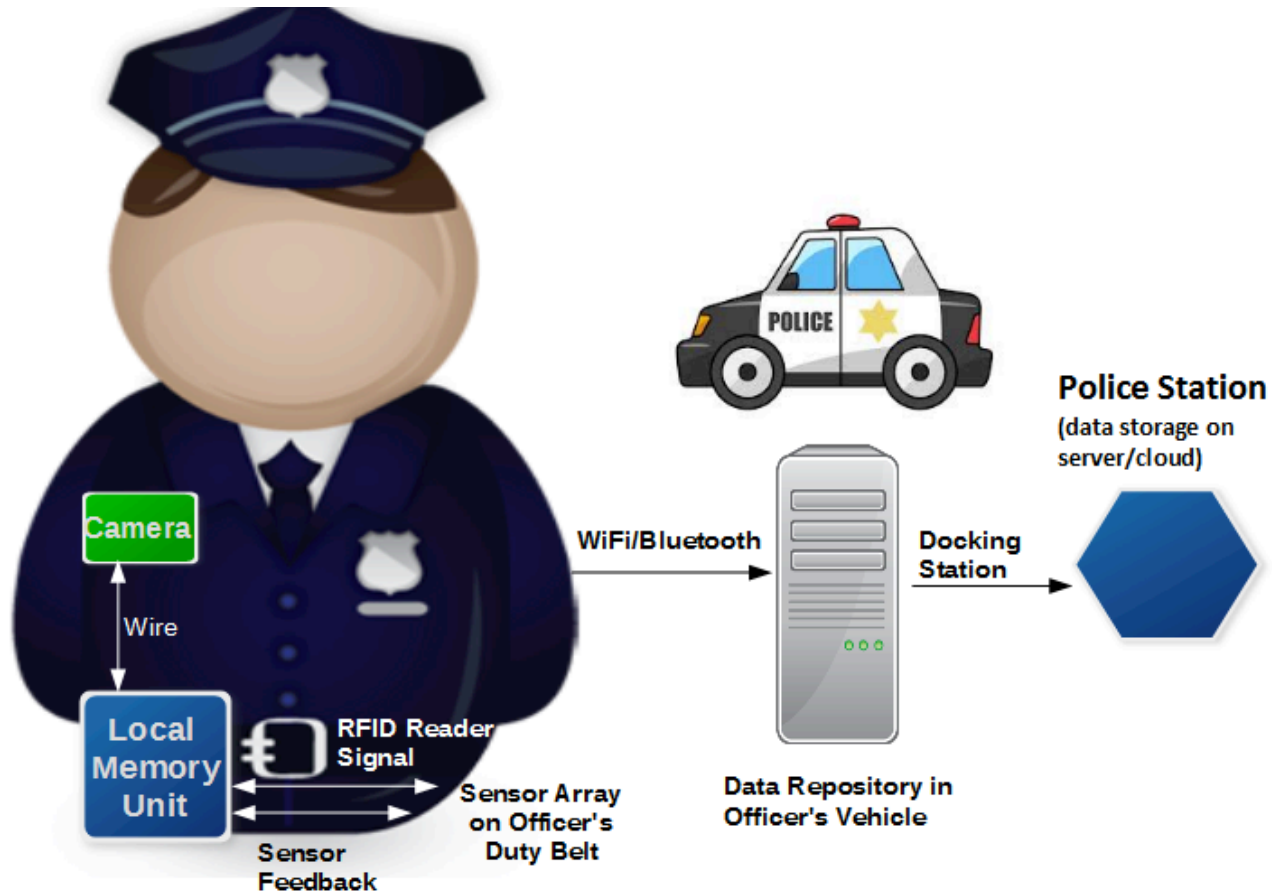 Camera
Wire
Local
Memory
Unit
RFID Reader
Signal
Sensor Array
on Officer's
Duty Belt
Sensor
Feedback
WiFi/Bluetooth
POLICE
Data Repository in
Officer's Vehicle
Docking
Station
Police Station
(data storage on
server/cloud)